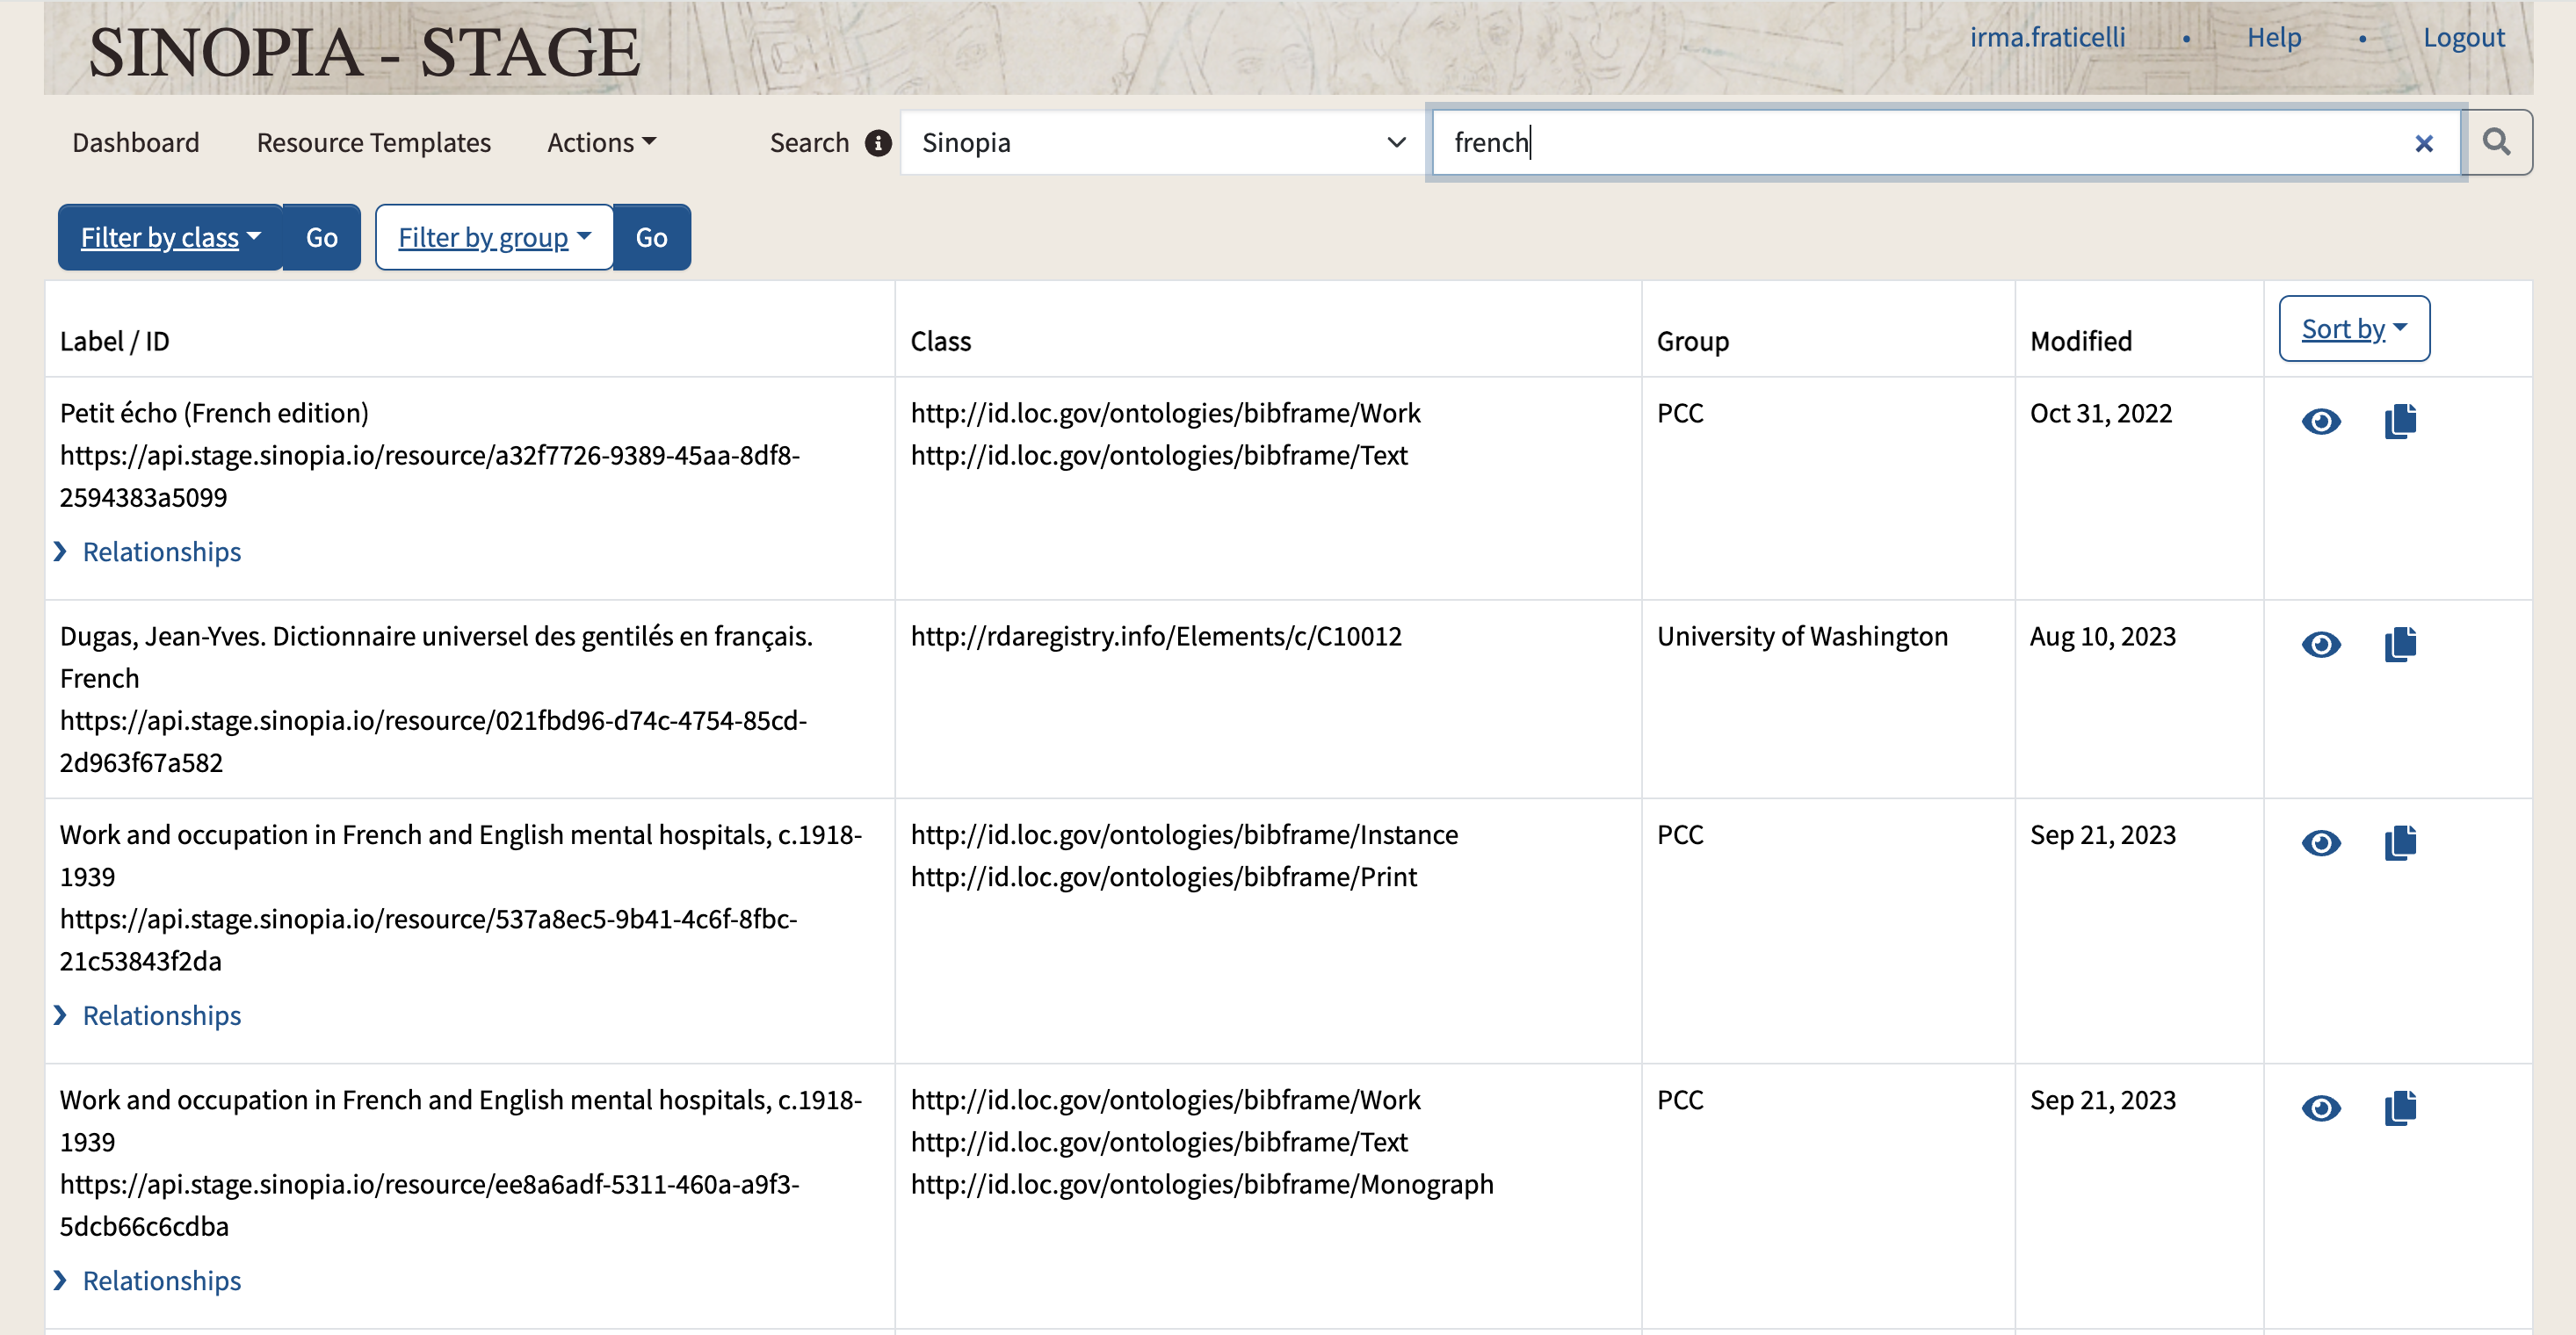 SINOPIA - STAGE
irma.fraticelli • Help • Logout
Dashboard Resource Templates Actions Search Sinopia french
Filter by class Go Filter by group Go
Label / ID Class Group Modified Sort by
Petit écho (French edition)
https://api.stage.sinopia.io/resource/a32f7726-9389-45aa-8df8-
2594383a5099
Relationships
http://id.loc.gov/ontologies/bibframe/Work
http://id.loc.gov/ontologies/bibframe/Text
PCC
Oct 31, 2022
Dugas, Jean-Yves. Dictionnaire universel des gentilés en français.
French
https://api.stage.sinopia.io/resource/021fbd96-d74c-4754-85cd-
2d963f67a582
http://rdaregistry.info/Elements/c/C10012
University of Washington
Aug 10, 2023
Work and occupation in French and English mental hospitals, c.1918-
1939
https://api.stage.sinopia.io/resource/537a8ec5-9b41-4c6f-8fbc-
21c53843f2da
Relationships
http://id.loc.gov/ontologies/bibframe/Instance
http://id.loc.gov/ontologies/bibframe/Print
PCC
Sep 21, 2023
Work and occupation in French and English mental hospitals, c.1918-
1939
https://api.stage.sinopia.io/resource/ee8a6adf-5311-460a-a9f3-
5dcb66c6cdba
Relationships
http://id.loc.gov/ontologies/bibframe/Work
http://id.loc.gov/ontologies/bibframe/Text
http://id.loc.gov/ontologies/bibframe/Monograph
PCC
Sep 21, 2023